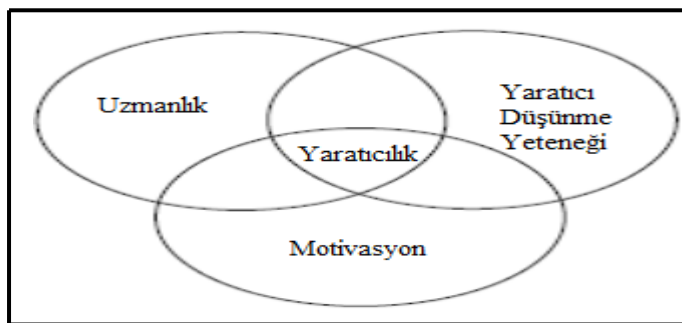 Uzmanlık
Yaratıcı
Düşünme
Yeteneği
Yaratıcılık
Motivasyon